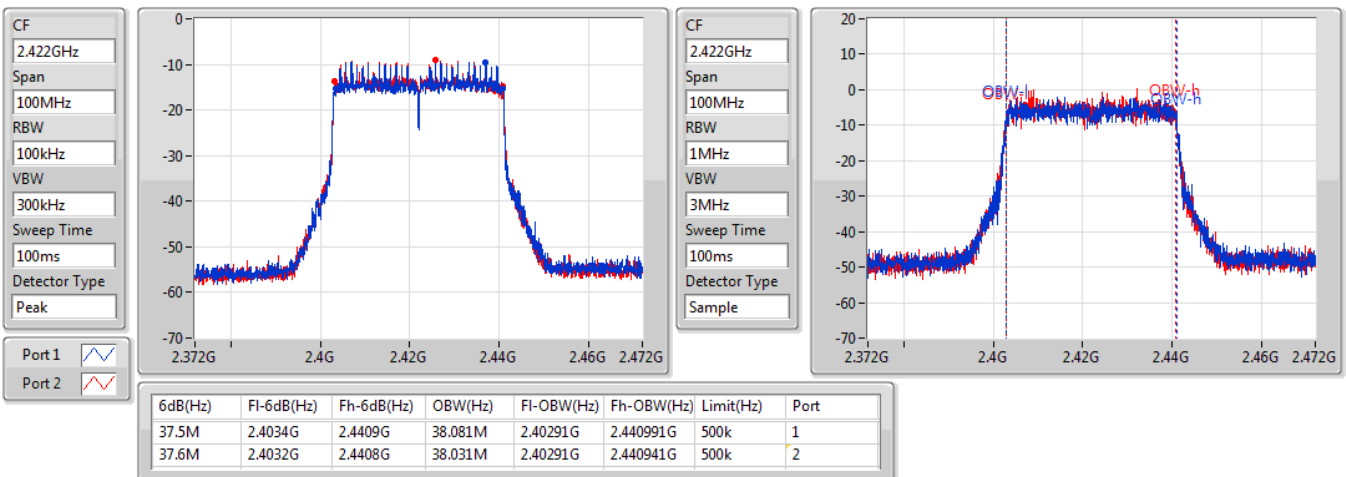 CF
2.422GHz
Span
100MHz
RBW
100kHz
VBW
300kHz
Sweep Time
100ms
Detector Type
Peak
Port 1
Port 2
0
-10
-20
-30
-40
-50
-60
-70
2.372G 2.4G 2.42G 2.44G 2.46G 2.472G
CF
2.422GHz
Span
100MHz
RBW
1MHz
VBW
3MHz
Sweep Time
100ms
Detector Type
Sample
20
10
0
-10
-20
-30
-40
-50
-60
-70
OBW-l OBW-h
OBW-h
2.372G 2.4G 2.42G 2.44G 2.46G 2.472G
6dB(Hz) Fl-6dB(Hz) Fh-6dB(Hz) OBW(Hz) Fl-OBW(Hz) Fh-OBW(Hz) Limit(Hz) Port
37.5M 2.4034G 2.4409G 38.081M 2.40291G 2.440991G 500k 1
37.6M 2.4032G 2.4408G 38.031M 2.40291G 2.440941G 500k 2